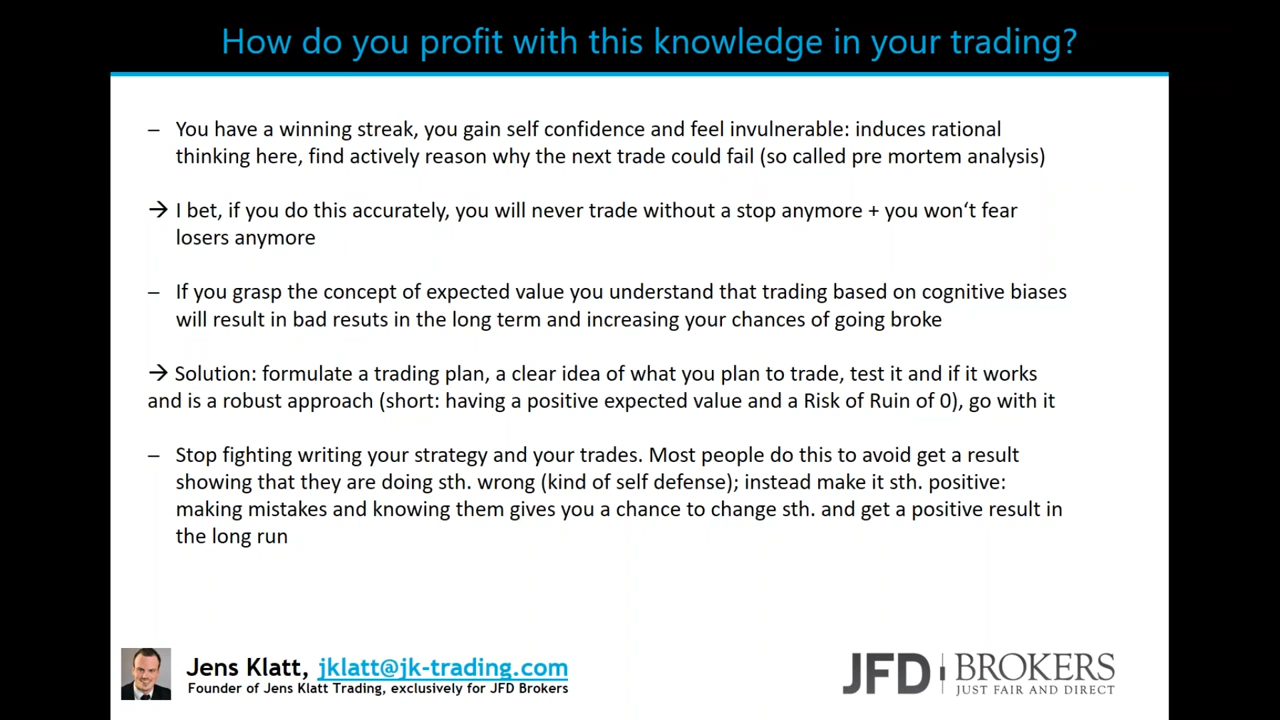 How do you profit with this knowledge in your trading?
– You have a winning streak, you gain self confidence and feel invulnerable: induces rational
thinking here, find actively reason why the next trade could fail (so called pre mortem analysis)
→ I bet, if you do this accurately, you will never trade without a stop anymore + you won‘t fear
losers anymore
– If you grasp the concept of expected value you understand that trading based on cognitive biases
will result in bad resuts in the long term and increasing your chances of going broke
→ Solution: formulate a trading plan, a clear idea of what you plan to trade, test it and if it works
and is a robust approach (short: having a positive expected value and a Risk of Ruin of 0), go with it
– Stop fighting writing your strategy and your trades. Most people do this to avoid get a result
showing that they are doing sth. wrong (kind of self defense); instead make it sth. positive:
making mistakes and knowing them gives you a chance to change sth. and get a positive result in
the long run
Jens Klatt, jklatt@jk-trading.com
Founder of Jens Klatt Trading, exclusively for JFD Brokers
JFD BROKERS
JUST FAIR AND DIRECT